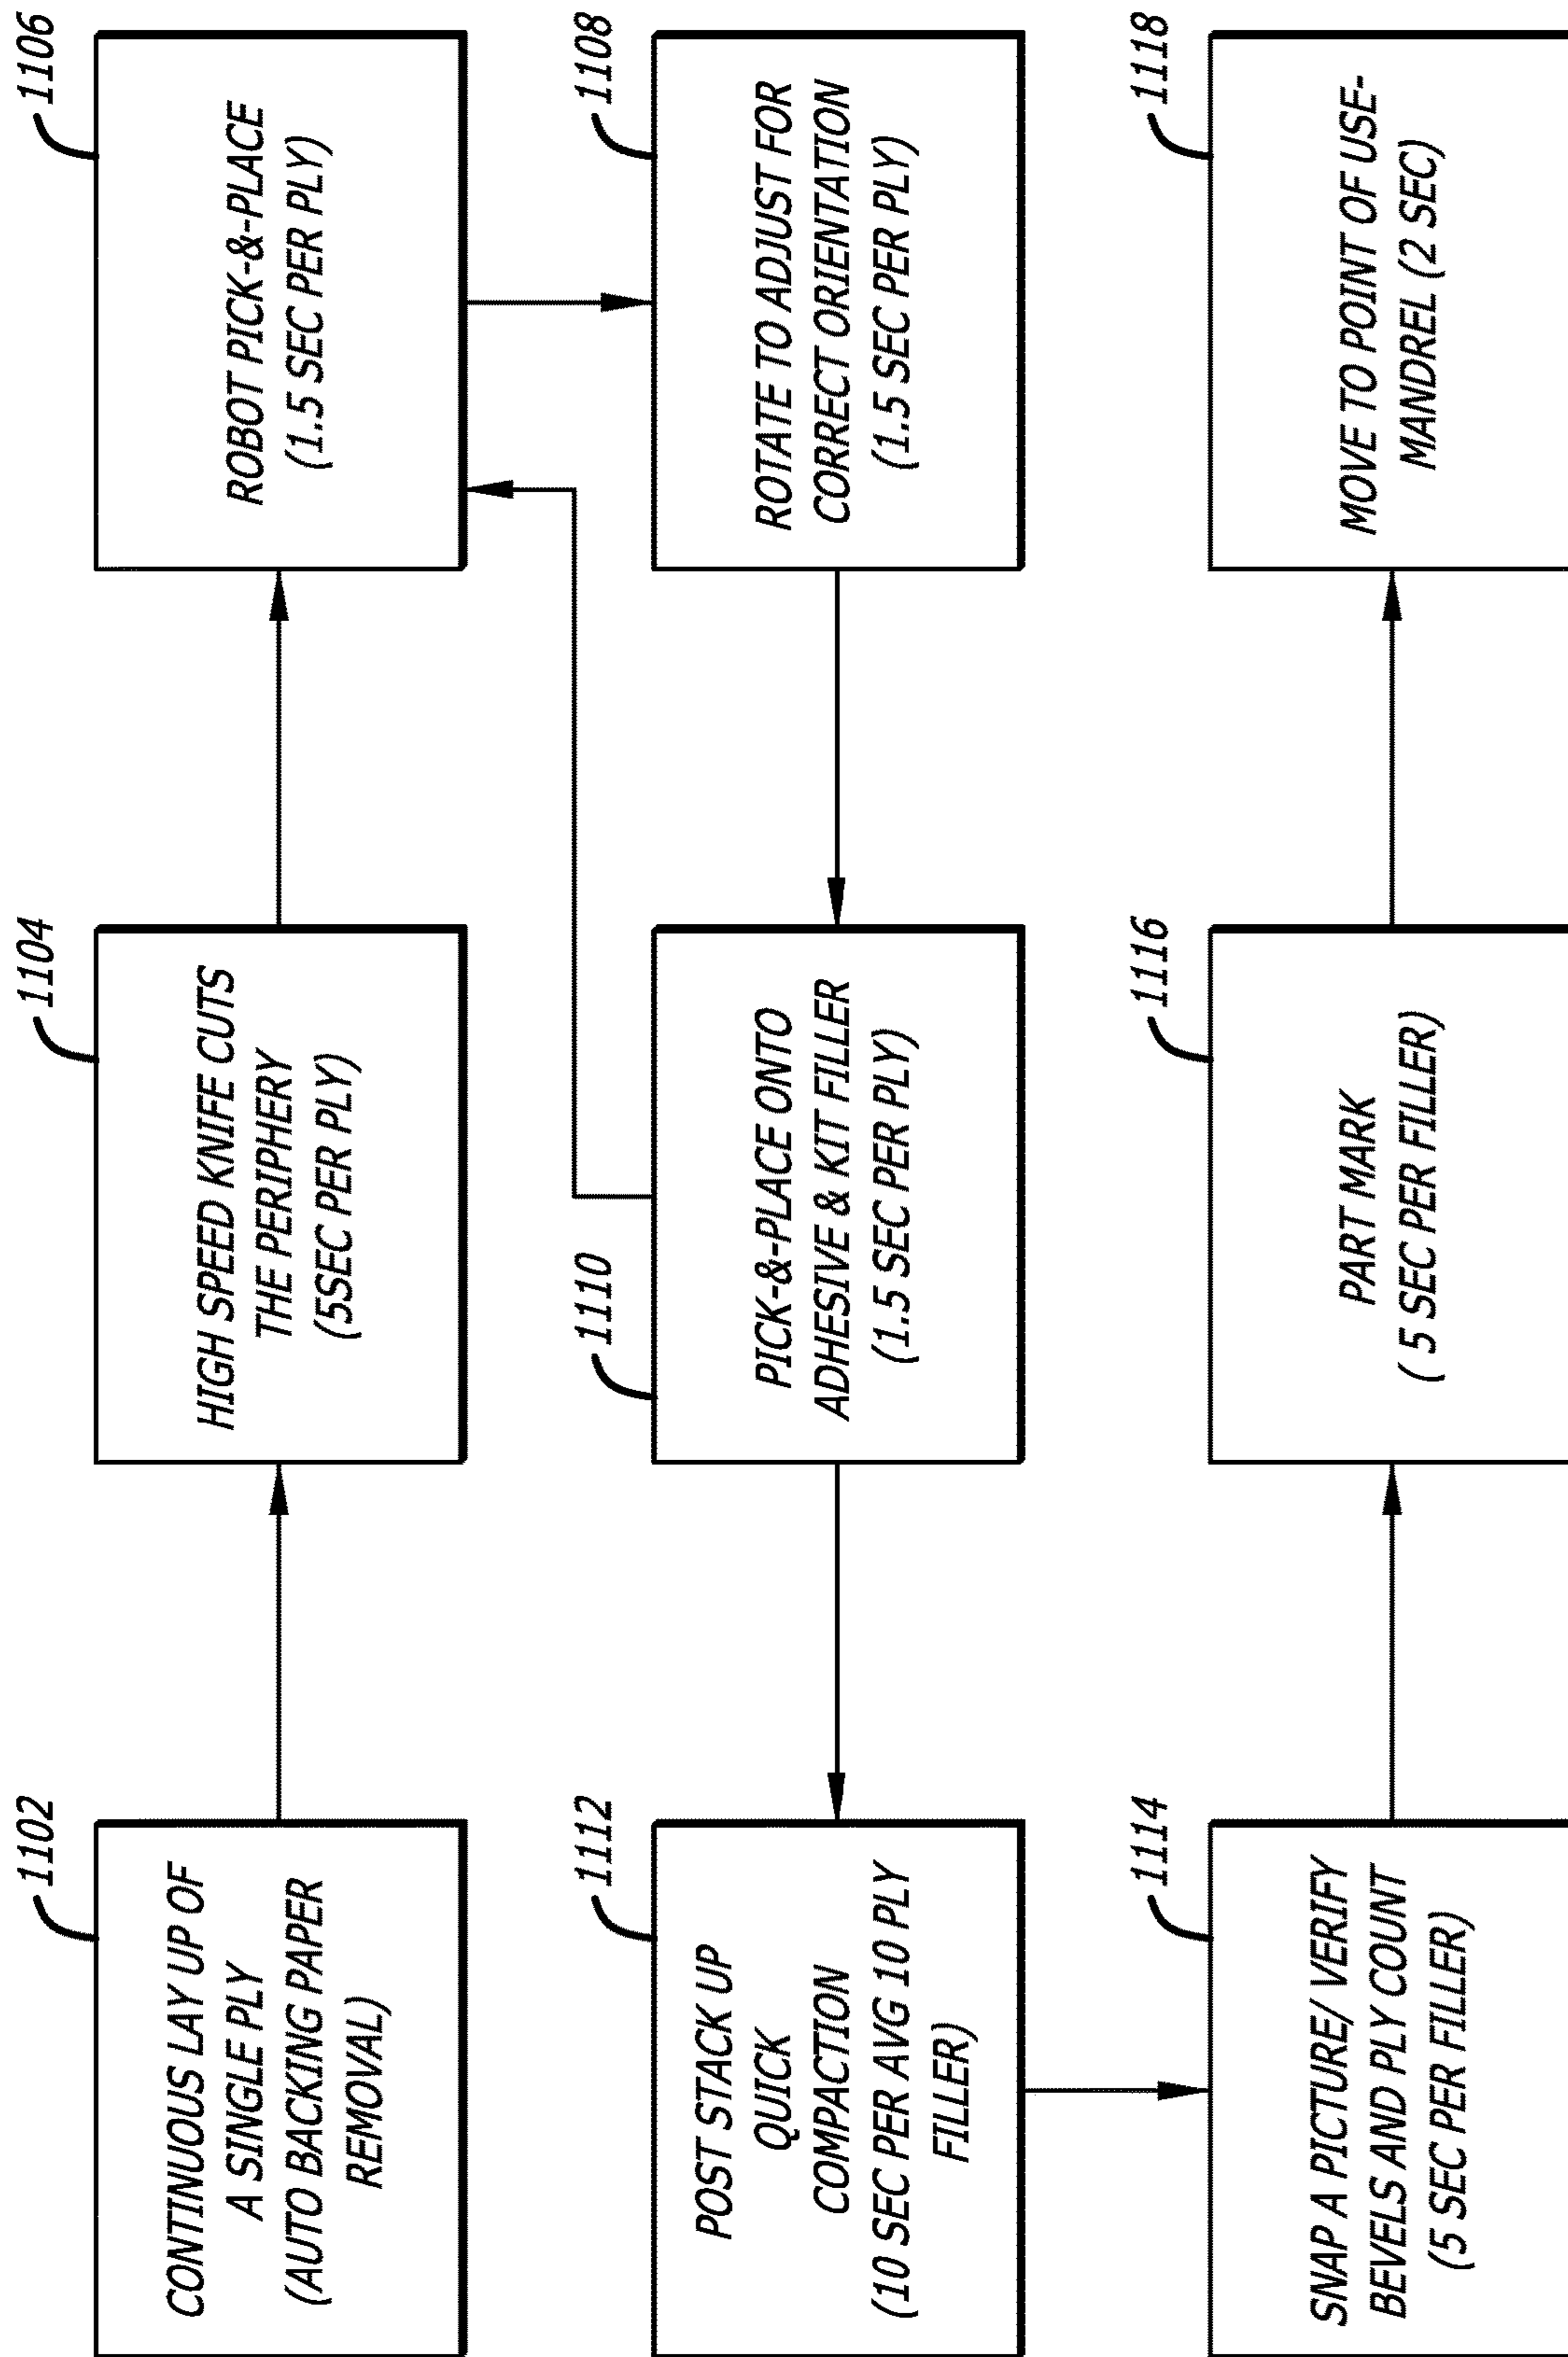 1102
CONTINUOUS LAY UP OF
A SINGLE PLY
(AUTO BACKING PAPER
REMOVAL)
1104
HIGH SPEED KNIFE CUTS
THE PERIPHERY
(5SEC PER PLY)
1106
ROBOT PICK-&-PLACE
(1.5 SEC PER PLY)
1108
ROTATE TO ADJUST FOR
CORRECT ORIENTATION
(1.5 SEC PER PLY)
1110
PICK-&-PLACE ONTO
ADHESIVE & KIT FILLER
(1.5 SEC PER PLY)
1112
POST STACK UP
QUICK
COMPACTION
(10 SEC PER AVG 10 PLY
FILLER)
1114
SNAP A PICTURE/ VERIFY
BEVELS AND PLY COUNT
(5 SEC PER FILLER)
1116
PART MARK
( 5 SEC PER FILLER)
1118
MOVE TO POINT OF USE-
MANDREL (2 SEC)